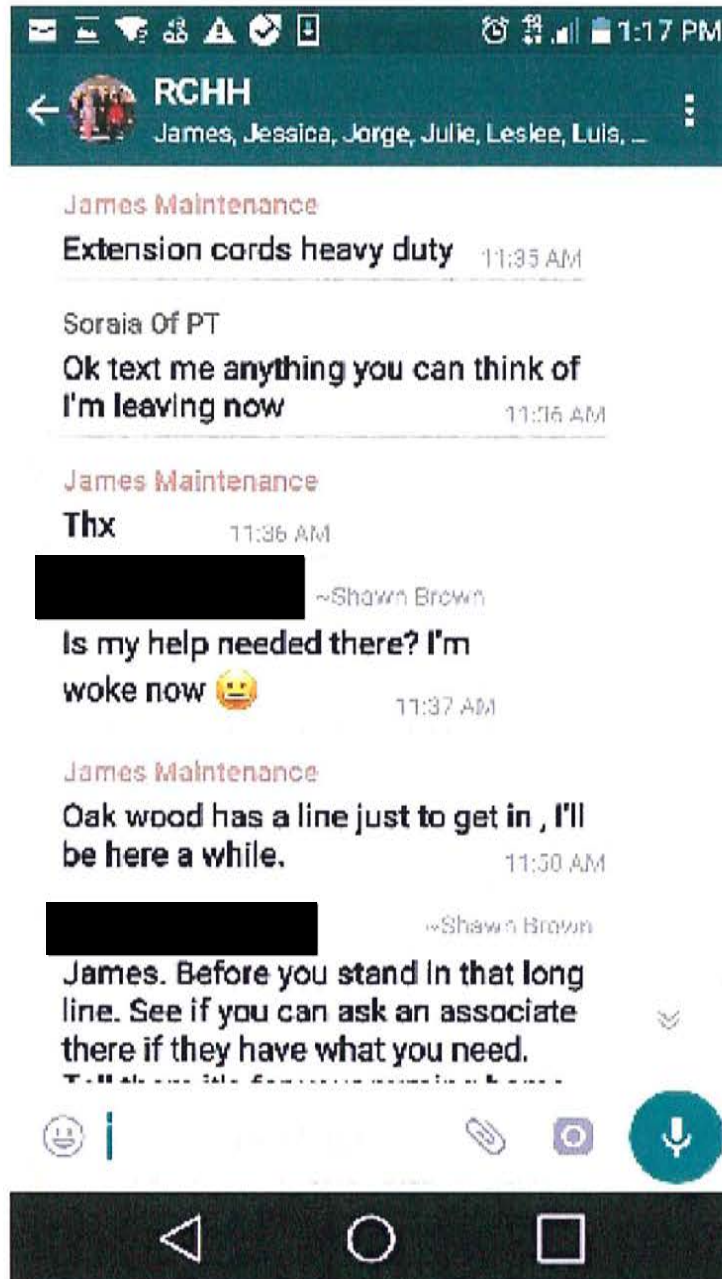 1:17 PM
RCHH
James, Jessica, Jorge, Julie, Leslee, Luis, ...
James Maintenance
Extension cords heavy duty 11:35 AM
Soraia Of PT
Ok text me anything you can think of
I'm leaving now 11:36 AM
James Maintenance
Thx 11:36 AM
~Shawn Brown
Is my help needed there? I'm
woke now 😐 11:37 AM
James Maintenance
Oak wood has a line just to get in , I'll
be here a while. 11:50 AM
~Shawn Brown
James. Before you stand in that long
line. See if you can ask an associate
there if they have what you need.